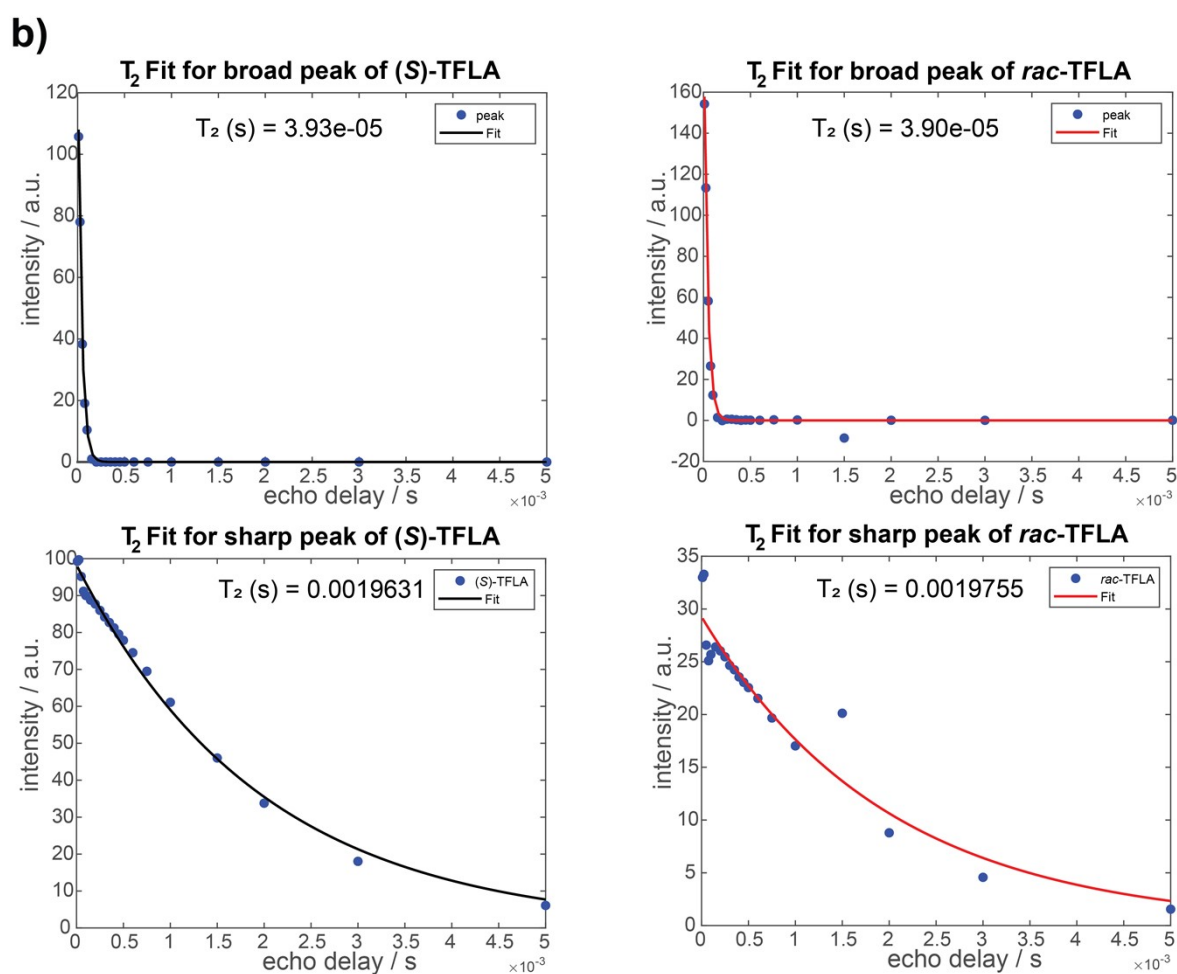 b)
T₂ Fit for broad peak of (S)-TFLA
T₂ (s) = 3.93e-05
peak
Fit
120
100
80
60
40
20
0
intensity / a.u.
0 0.5 1 1.5 2 2.5 3 3.5 4 4.5 5
echo delay / s
×10⁻³
T₂ Fit for broad peak of rac-TFLA
T₂ (s) = 3.90e-05
peak
Fit
160
140
120
100
80
60
40
20
0
-20
intensity / a.u.
0 0.5 1 1.5 2 2.5 3 3.5 4 4.5 5
echo delay / s
×10⁻³
T₂ Fit for sharp peak of (S)-TFLA
T₂ (s) = 0.0019631
(S)-TFLA
Fit
100
90
80
70
60
50
40
30
20
10
0
intensity / a.u.
0 0.5 1 1.5 2 2.5 3 3.5 4 4.5 5
echo delay / s
×10⁻³
T₂ Fit for sharp peak of rac-TFLA
T₂ (s) = 0.0019755
rac-TFLA
Fit
35
30
25
20
15
10
5
0
intensity / a.u.
0 0.5 1 1.5 2 2.5 3 3.5 4 4.5 5
echo delay / s
×10⁻³